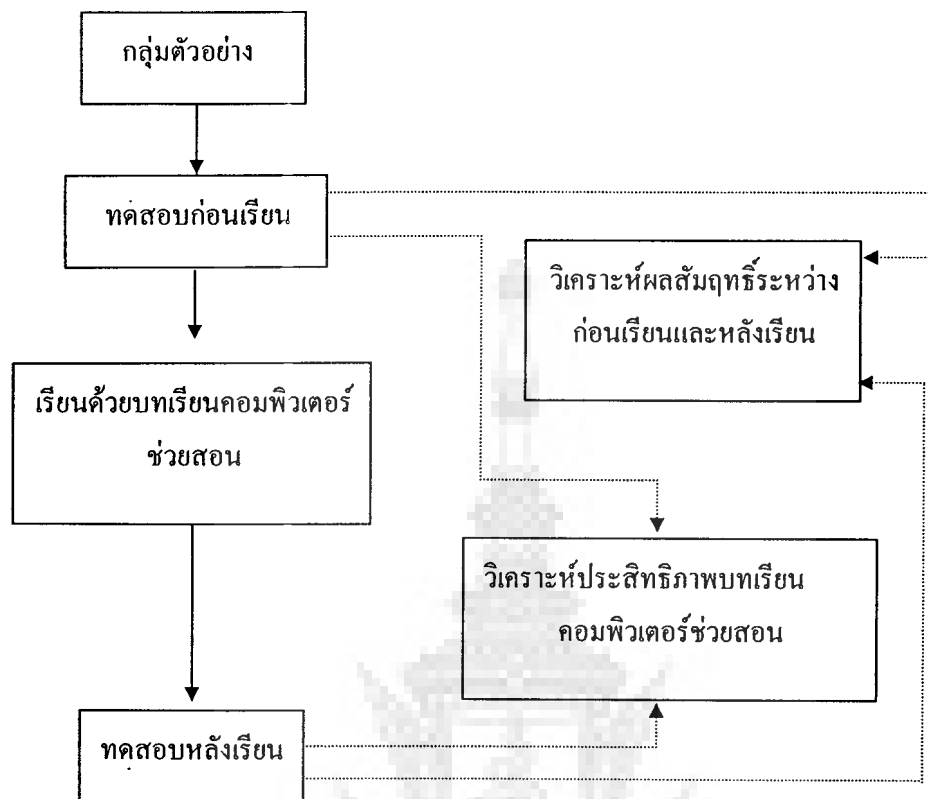 กลุ่มตัวอย่าง
ทดสอบก่อนเรียน
วิเคราะห์ผลสัมฤทธิ์ระหว่าง
ก่อนเรียนและหลังเรียน
เรียนด้วยบทเรียนคอมพิวเตอร์
ช่วยสอน
วิเคราะห์ประสิทธิภาพบทเรียน
คอมพิวเตอร์ช่วยสอน
ทดสอบหลังเรียน